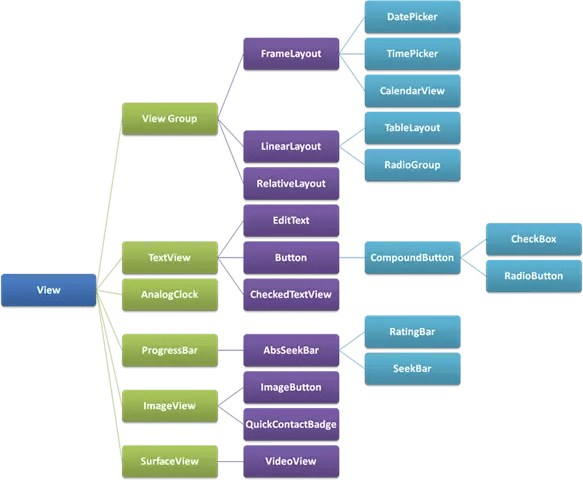 DatePicker
FrameLayout
TimePicker
CalendarView
View Group
TableLayout
LinearLayout
RadioGroup
RelativeLayout
EditText
CheckBox
TextView
Button
CompoundButton
RadioButton
View
AnalogClock
CheckedTextView
RatingBar
ProgressBar
AbsSeekBar
SeekBar
ImageButton
ImageView
QuickContactBadge
SurfaceView
VideoView